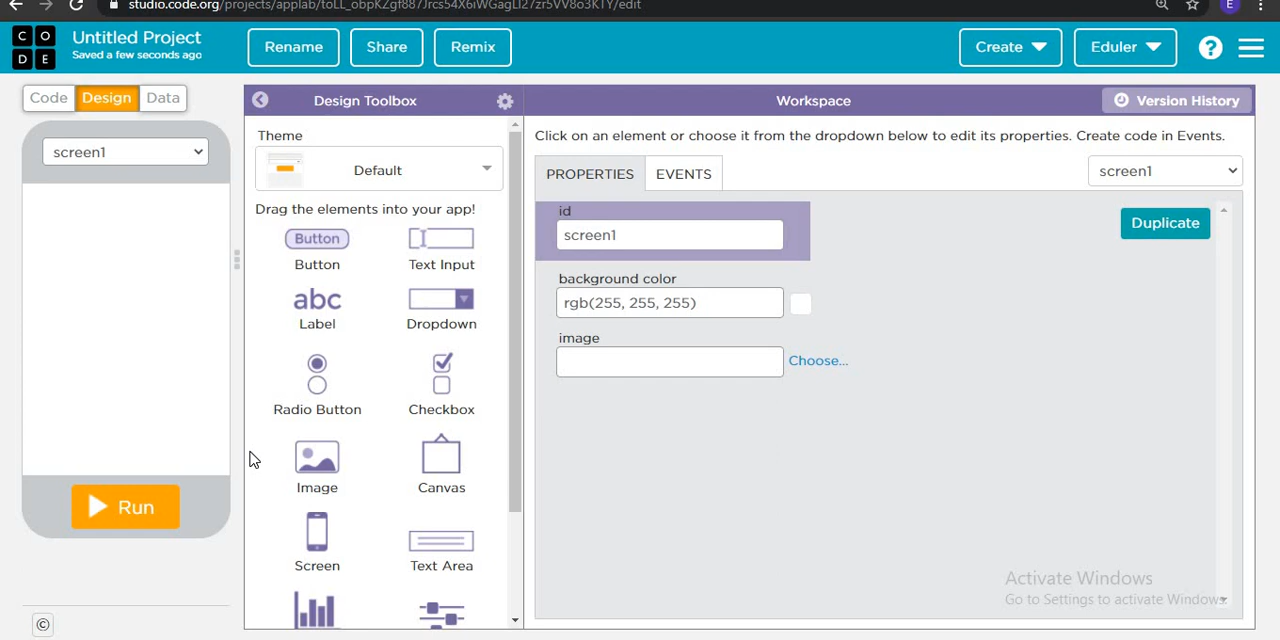 studio.code.org/projects/applab/toLL_obpKZgf887Jrcs54X6iWGagLI27zr5VV8o3KTY/edit
E
C O D E
Untitled Project
Saved a few seconds ago
Rename
Share
Remix
Create
Eduler
?
Code
Design
Data
Design Toolbox
Workspace
Version History
screen1
Theme
Default
Drag the elements into your app!
Button
Button
Text Input
abc
Label
Dropdown
Radio Button
Checkbox
Image
Canvas
Screen
Text Area
Click on an element or choose it from the dropdown below to edit its properties. Create code in Events.
PROPERTIES
EVENTS
screen1
id
screen1
Duplicate
background color
rgb(255, 255, 255)
image
Choose...
Run
Activate Windows
Go to Settings to activate Windows.
©